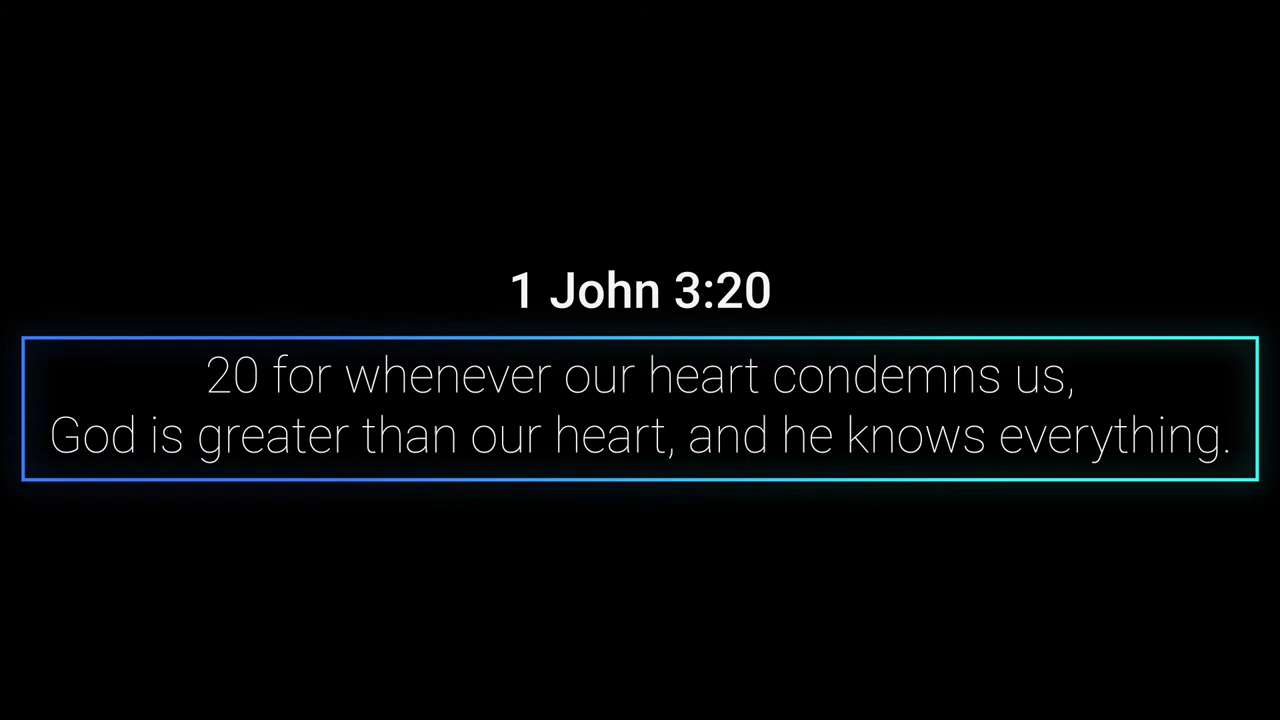 1 John 3:20
20 for whenever our heart condemns us,
God is greater than our heart, and he knows everything.